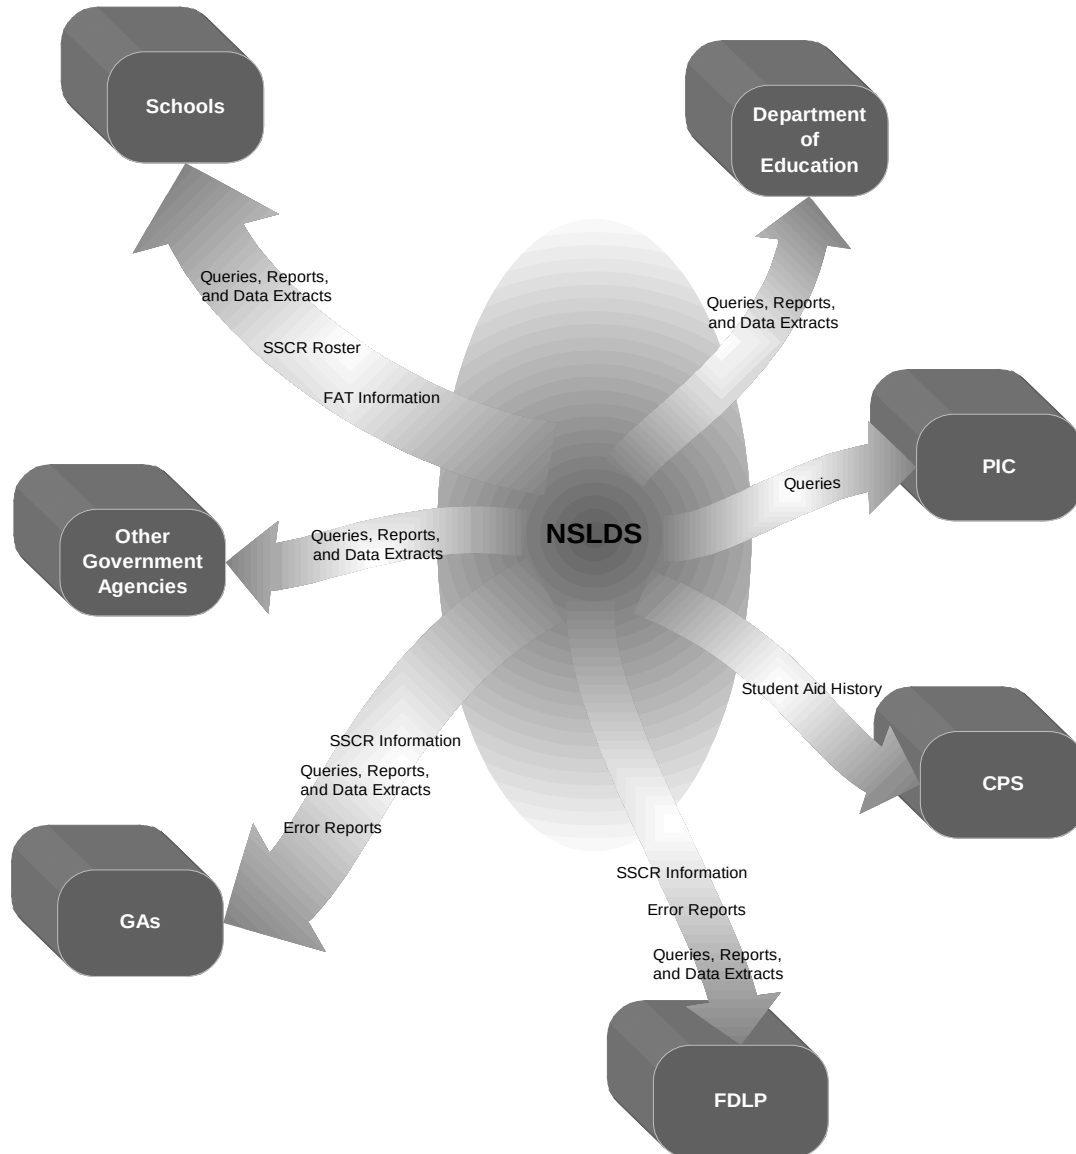 Schools
Department
of
Education
Queries, Reports,
and Data Extracts
SSCR Roster
FAT Information
Queries, Reports,
and Data Extracts
PIC
Queries
NSLDS
Other
Government
Agencies
Queries, Reports,
and Data Extracts
Student Aid History
CPS
SSCR Information
Queries, Reports,
and Data Extracts
Error Reports
GAs
SSCR Information
Error Reports
Queries, Reports,
and Data Extracts
FDLP